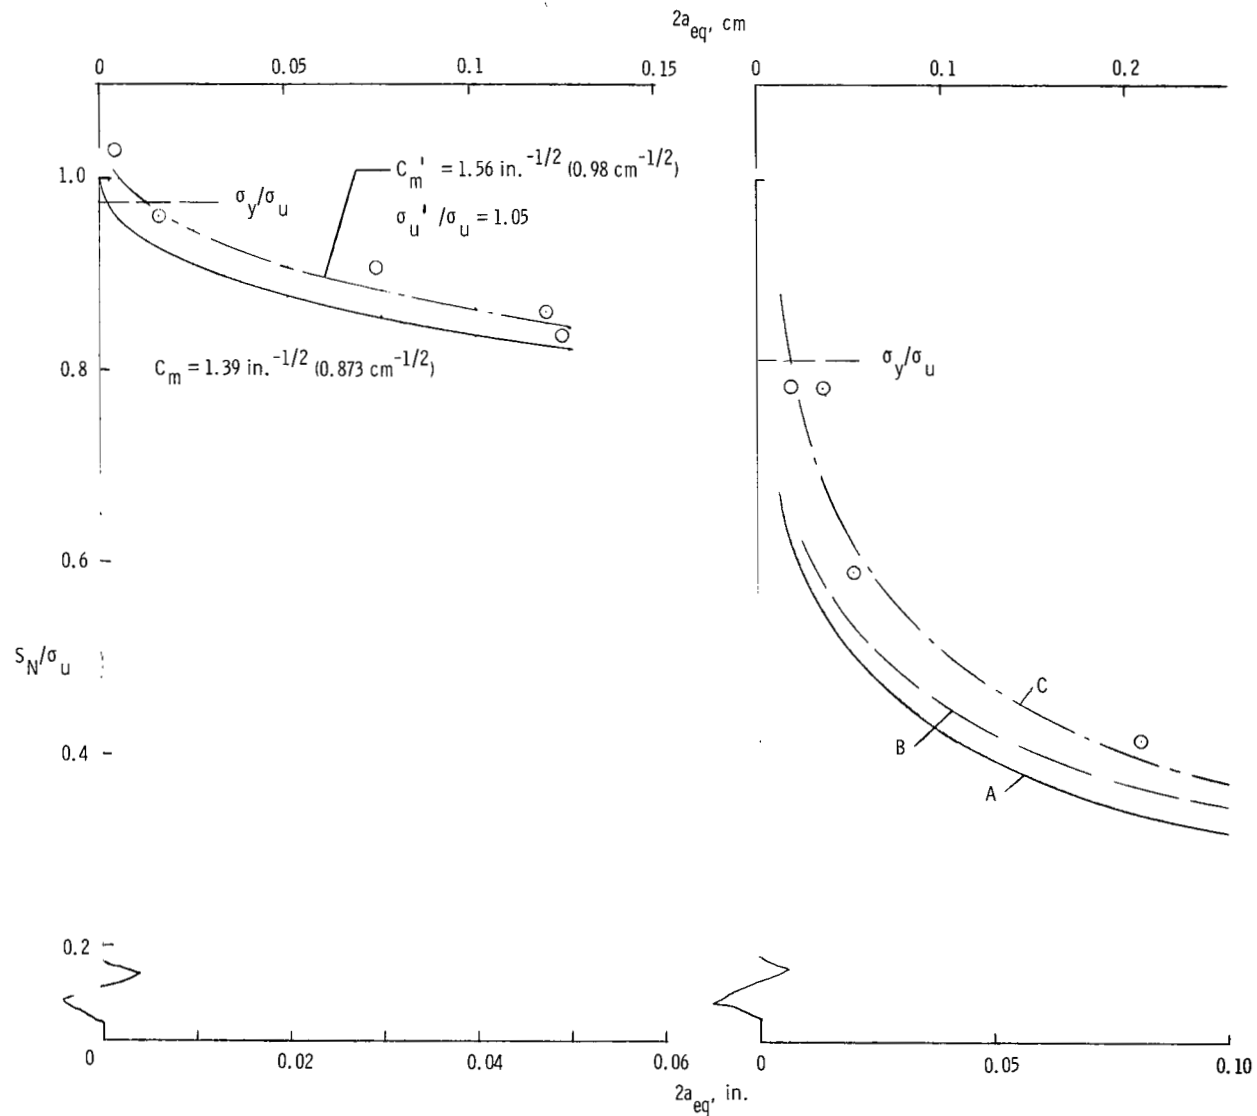 2a_eq, cm
0 0.05 0.1 0.15
0 0.1 0.2
C_m' = 1.56 in.^-1/2 (0.98 cm^-1/2)
1.0
σ_y/σ_u
σ_u'/σ_u = 1.05
C_m = 1.39 in.^-1/2 (0.873 cm^-1/2)
0.8
σ_y/σ_u
0.6
S_N/σ_u
C
B
0.4
A
0.2
0 0.02 0.04 0.06
0 0.05 0.10
2a_eq, in.